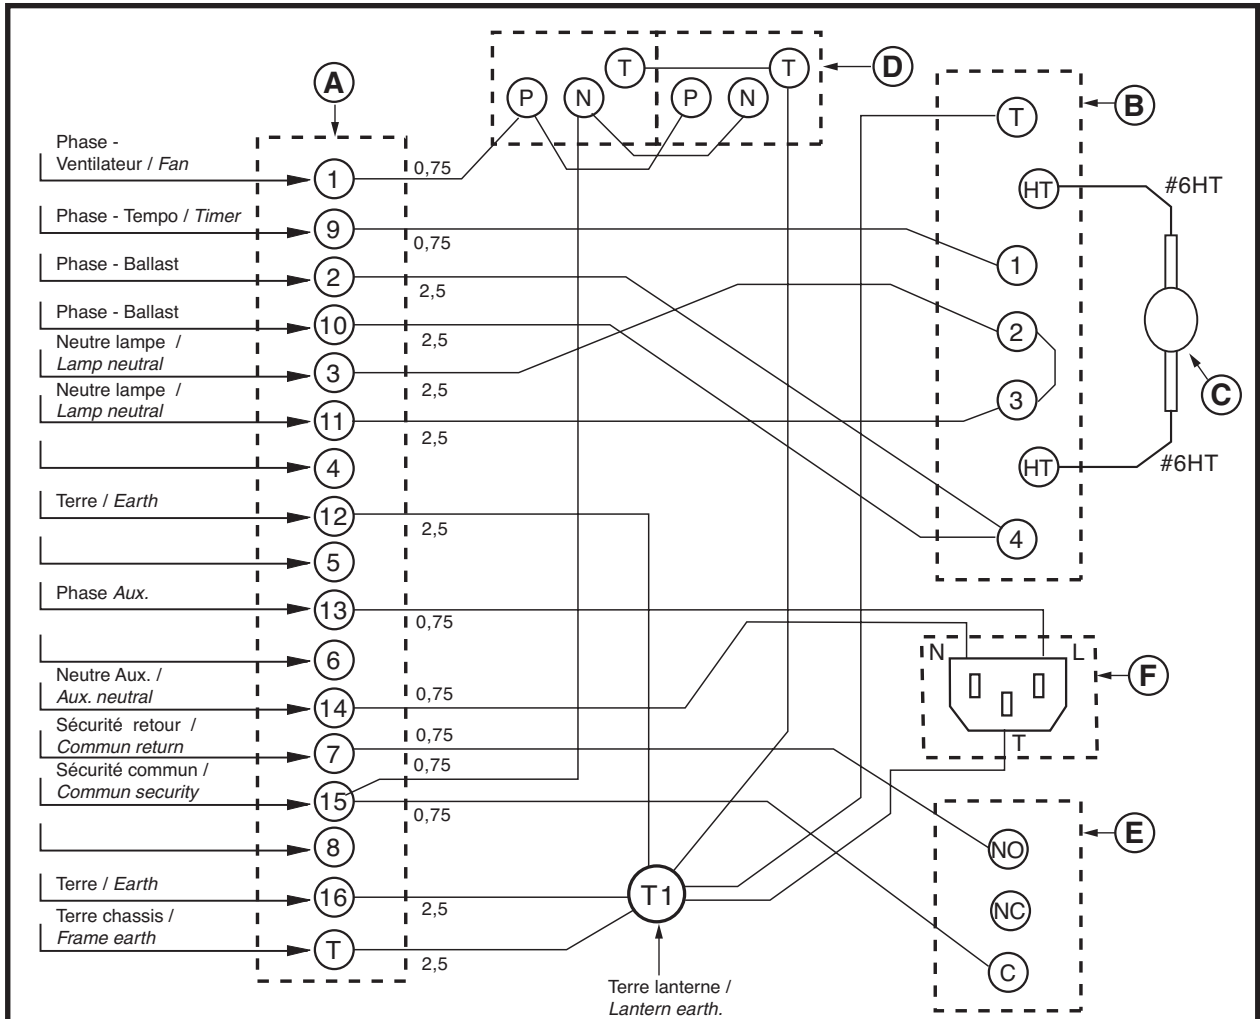 A
T
T
D
P
N
P
N
B
T
Phase -
Ventilateur / Fan
1
0,75
HT
#6HT
Phase - Tempo / Timer
9
0,75
1
Phase - Ballast
2
2,5
Phase - Ballast
10
2,5
2
Neutre lampe /
Lamp neutral
3
2,5
C
Neutre lampe /
Lamp neutral
11
2,5
3
4
HT
#6HT
Terre / Earth
12
2,5
4
5
Phase Aux.
13
0,75
6
N
L
F
T
Neutre Aux. /
Aux. neutral
14
0,75
Sécurité retour /
Commun return
7
0,75
0,75
Sécurité commun /
Commun security
15
0,75
E
8
NO
Terre / Earth
16
2,5
T1
NC
Terre chassis /
Frame earth
T
2,5
C
Terre lanterne /
Lantern earth.